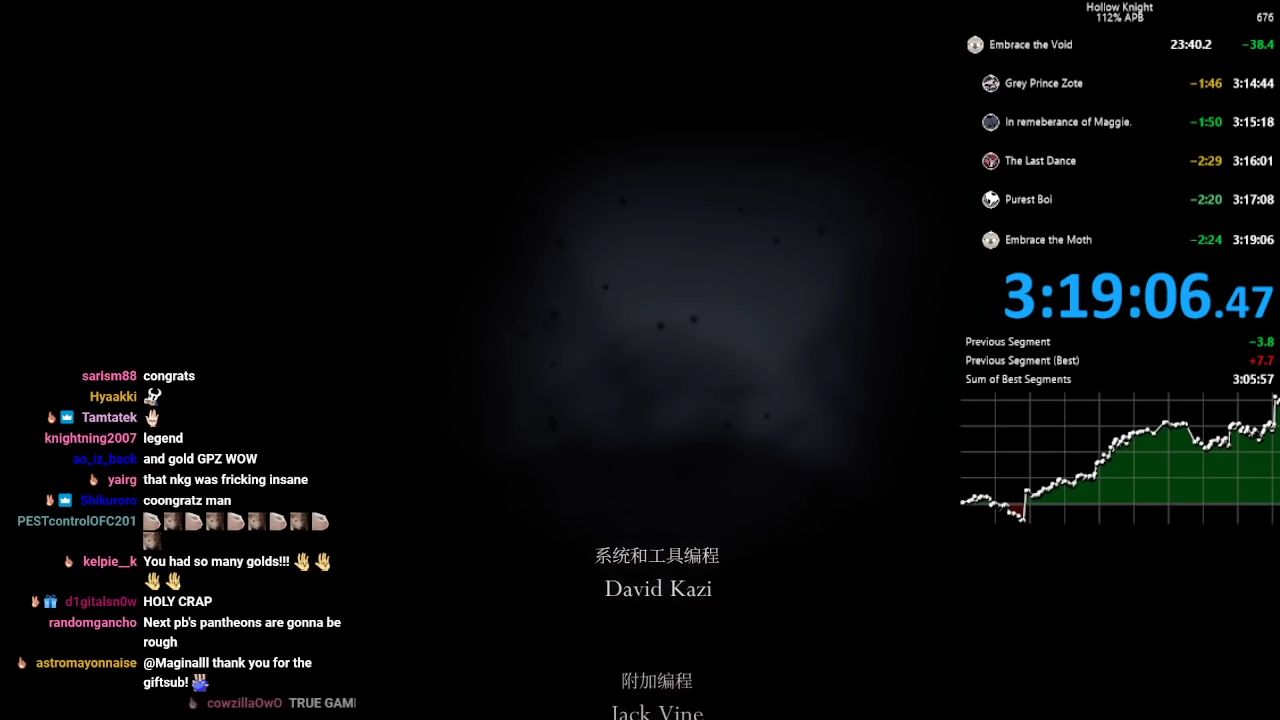 Hollow Knight
112% APB
676
Embrace the Void 23:40.2 −38.4
Grey Prince Zote −1:46 3:14:44
In remeberance of Maggie. −1:50 3:15:18
The Last Dance −2:29 3:16:01
Purest Boi −2:20 3:17:08
Embrace the Moth −2:24 3:19:06
3:19:06.47
Previous Segment −3.8
Previous Segment (Best) +7.7
Sum of Best Segments 3:05:57
sarism88 congrats
Hyaakki
Tamtatek
knightning2007 legend
ao_iz_back and gold GPZ WOW
yairg that nkg was fricking insane
Shikuroro coongratz man
PESTcontrolOFC201
kelpie__k You had so many golds!!!
d1gitalsn0w HOLY CRAP
randomgancho Next pb's pantheons are gonna be
rough
astromayonnaise @Maginalll thank you for the
giftsub!
cowzillaOwO TRUE GAM
系统和工具编程
David Kazi
附加编程
Jack Vine